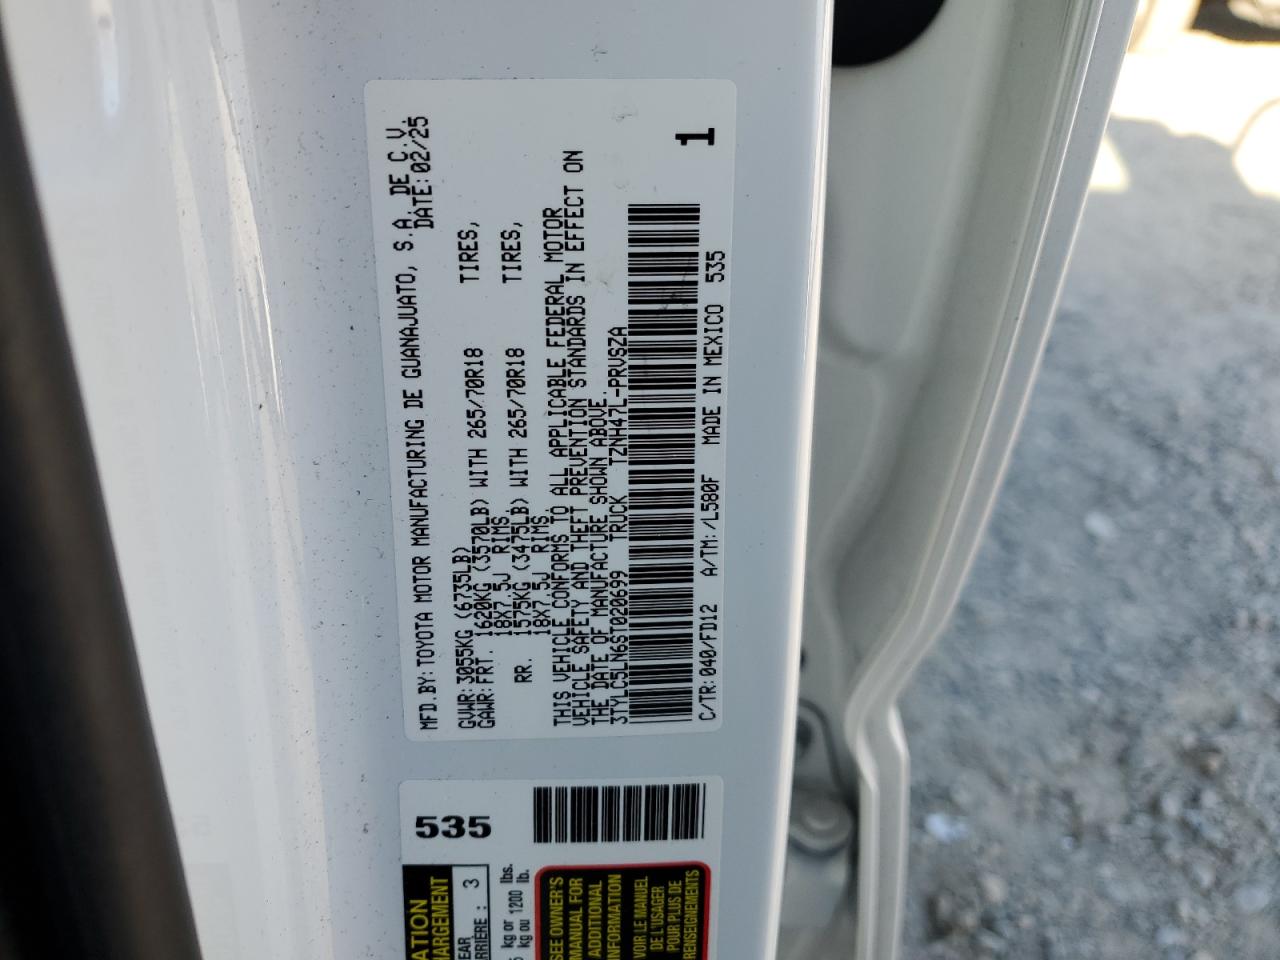 MFD.BY: TOYOTA MOTOR MANUFACTURING DE GUANAJUATO, S.A. DE C.V.
DATE: 02/25
GVWR: 3055KG (6735LB)
GAWR: FRT. 1620KG (3570LB) WITH 265/70R18 TIRES,
18X7.5J RIMS,
RR. 1575KG (3475LB) WITH 265/70R18 TIRES,
18X7.5J RIMS
THIS VEHICLE CONFORMS TO ALL APPLICABLE FEDERAL MOTOR
VEHICLE SAFETY AND THEFT PREVENTION STANDARDS IN EFFECT ON
THE DATE OF MANUFACTURE SHOWN ABOVE.
3TYLC5LN6ST020699 TRUCK TZNH47L-PRVSZA
1
C/TR: 040/FD12 A/TM: /L580F MADE IN MEXICO 535
535
ATION
HARGEMENT
EAR
RRIÈRE : 3
kg or lbs.
kg ou 1200 lb.
SEE OWNER'S
MANUAL FOR
ADDITIONAL
INFORMATION
VOIR LE MANUEL
DE L'USAGER
POUR PLUS DE
RENSEIGNEMENTS